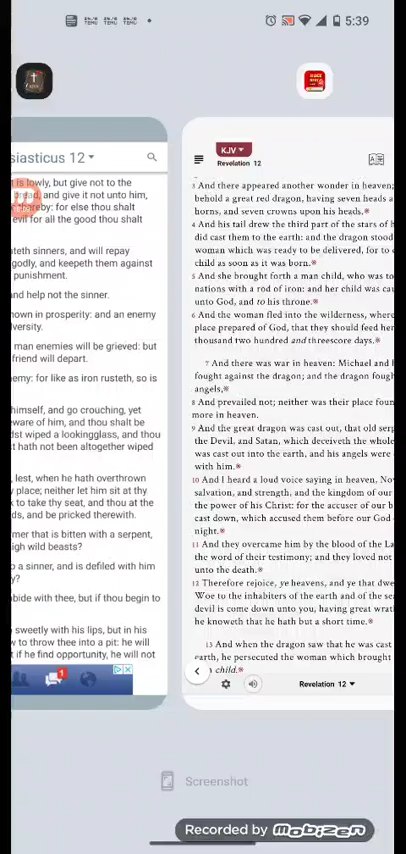 5:39
siasticus 12
t is lowly, but give not to the
bread, and give it not unto him,
thereby: for else thou shalt
evil for all the good thou shalt
ateth sinners, and will repay
godly, and keepeth them against
punishment.
and help not the sinner.
nown in prosperity: and an enemy
versity.
man enemies will be grieved: but
friend will depart.
emy: for like as iron rusteth, so is
himself, and go crouching, yet
ware of him, and thou shalt be
dst wiped a lookingglass, and thou
t hath not been altogether wiped
, lest, when he hath overthrown
place; neither let him sit at thy
k to take thy seat, and thou at the
ds, and be pricked therewith.
rmer that is bitten with a serpent,
igh wild beasts?
o a sinner, and is defiled with him
y?
bide with thee, but if thou begin to
sweetly with his lips, but in his
w to throw thee into a pit: he will
t if he find opportunity, he will not
1
KJV
Revelation 12
3 And there appeared another wonder in heaven;
behold a great red dragon, having seven heads a
horns, and seven crowns upon his heads.
4 And his tail drew the third part of the stars of h
did cast them to the earth: and the dragon stood
woman which was ready to be delivered, for to d
child as soon as it was born.
5 And she brought forth a man child, who was to
nations with a rod of iron: and her child was cau
unto God, and to his throne.
6 And the woman fled into the wilderness, where
place prepared of God, that they should feed her
thousand two hundred and threescore days.
7 And there was war in heaven: Michael and h
fought against the dragon; and the dragon foug
angels,
8 And prevailed not; neither was their place foun
more in heaven.
9 And the great dragon was cast out, that old serp
the Devil, and Satan, which deceiveth the whole
was cast out into the earth, and his angels were
with him.
10 And I heard a loud voice saying in heaven, No
salvation, and strength, and the kingdom of our
the power of his Christ: for the accuser of our b
cast down, which accused them before our God
night.
11 And they overcame him by the blood of the La
the word of their testimony; and they loved not
unto the death.
12 Therefore rejoice, ye heavens, and ye that dwe
Woe to the inhabiters of the earth and of the sea
devil is come down unto you, having great wrat
he knoweth that he hath but a short time.
13 And when the dragon saw that he was cast
earth, he persecuted the woman which brought
child.
Revelation 12
Screenshot
Recorded by mobizen